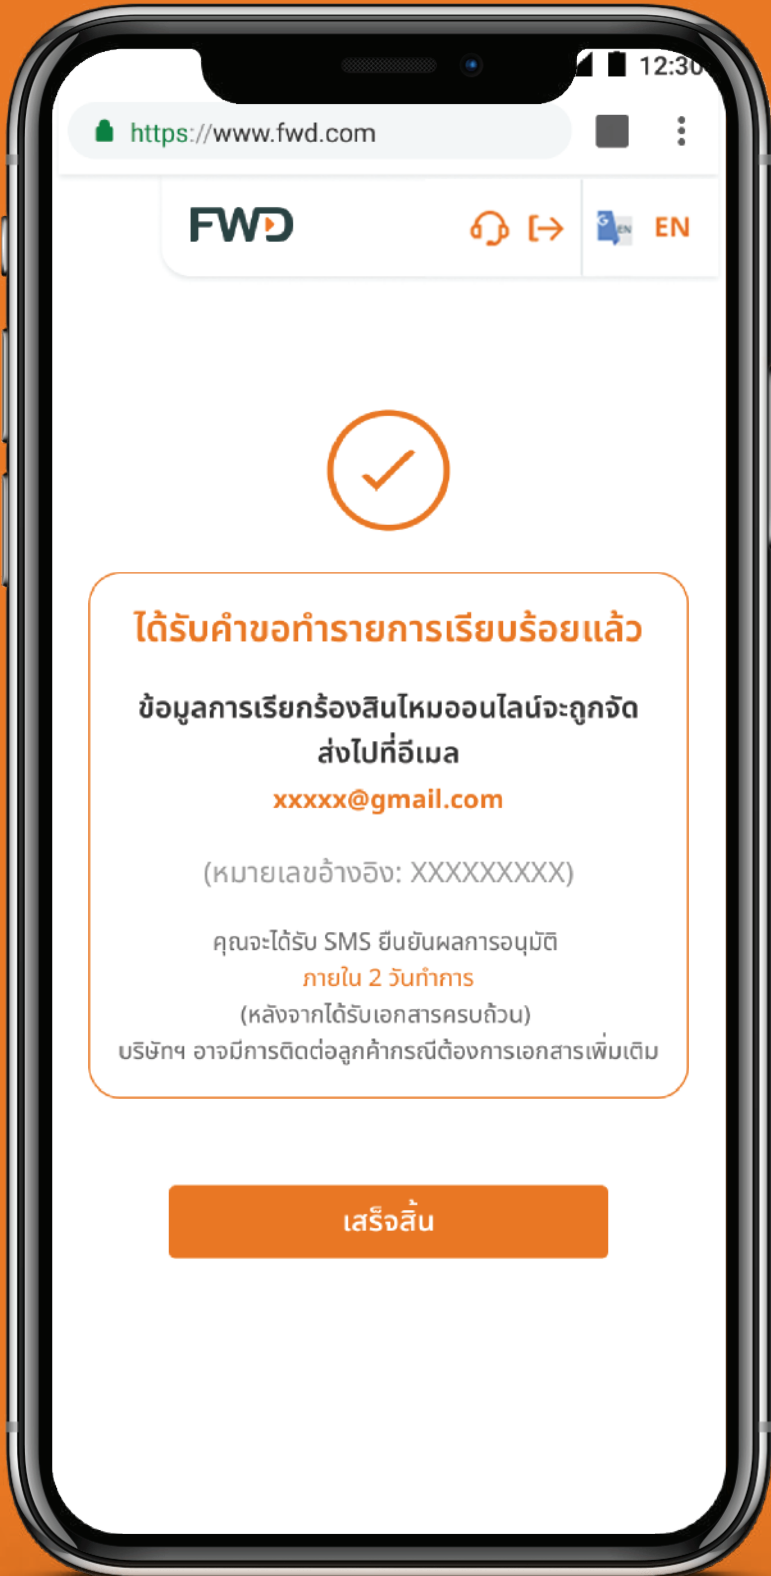 12:30
https://www.fwd.com
FWD
G EN EN
ได้รับคำขอทำรายการเรียบร้อยแล้ว
ข้อมูลการเรียกร้องสินไหมออนไลน์จะถูกจัด
ส่งไปที่อีเมล
xxxxx@gmail.com
(หมายเลขอ้างอิง: XXXXXXXXX)
คุณจะได้รับ SMS ยืนยันผลการอนุมัติ
ภายใน 2 วันทำการ
(หลังจากได้รับเอกสารครบถ้วน)
บริษัทฯ อาจมีการติดต่อลูกค้ากรณีต้องการเอกสารเพิ่มเติม
เสร็จสิ้น